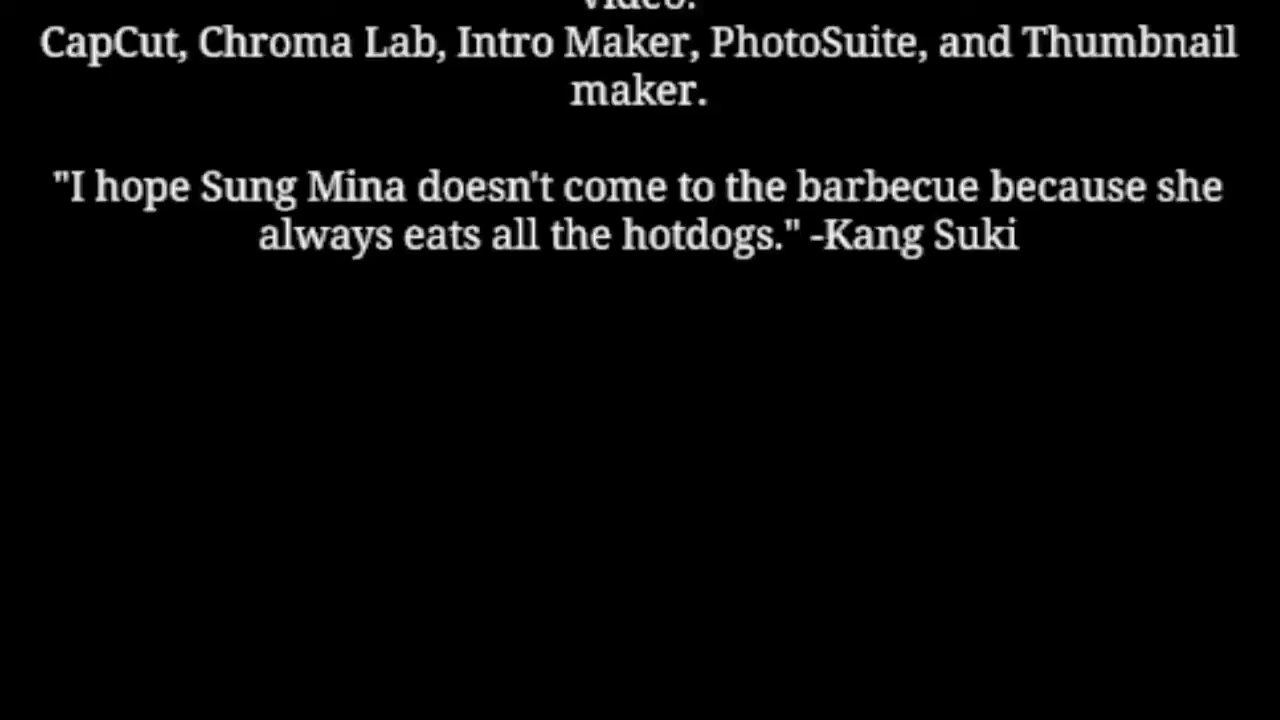 video.
CapCut, Chroma Lab, Intro Maker, PhotoSuite, and Thumbnail
maker.
"I hope Sung Mina doesn't come to the barbecue because she
always eats all the hotdogs." -Kang Suki